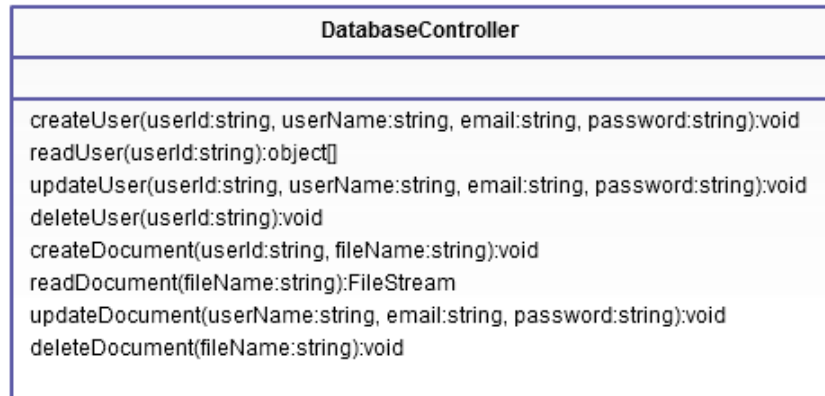 DatabaseController
createUser(userId:string, userName:string, email:string, password:string):void
readUser(userId:string):object[]
updateUser(userId:string, userName:string, email:string, password:string):void
deleteUser(userId:string):void
createDocument(userId:string, fileName:string):void
readDocument(fileName:string):FileStream
updateDocument(userName:string, email:string, password:string):void
deleteDocument(fileName:string):void